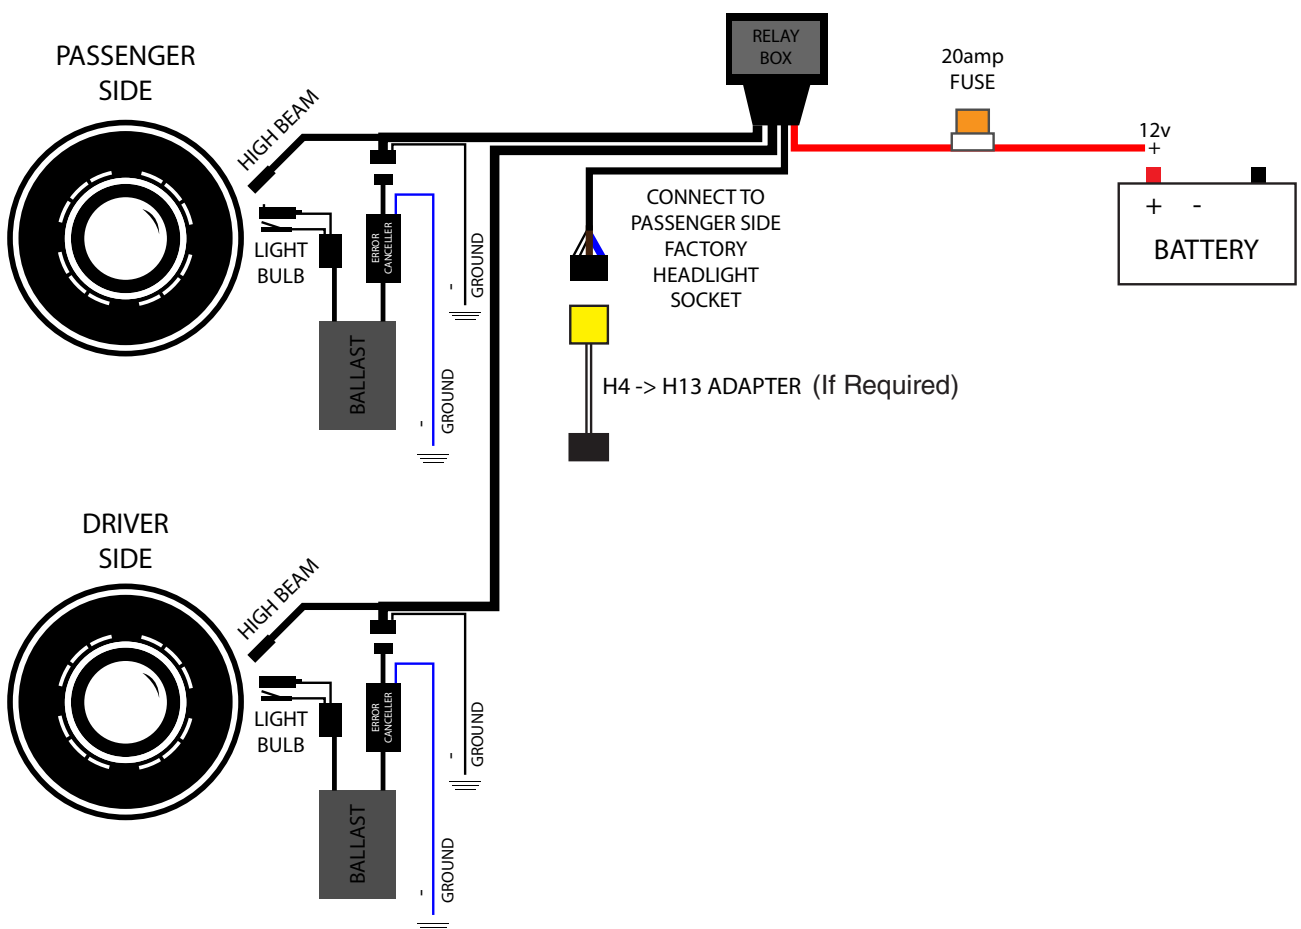 PASSENGER
SIDE
HIGH BEAM
LIGHT
BULB
ERROR
CANCELLER
BALLAST
- GROUND
- GROUND
RELAY
BOX
20amp
FUSE
12v
+
+ -
BATTERY
CONNECT TO
PASSENGER SIDE
FACTORY
HEADLIGHT
SOCKET
H4 -> H13 ADAPTER (If Required)
DRIVER
SIDE
HIGH BEAM
LIGHT
BULB
ERROR
CANCELLER
BALLAST
- GROUND
- GROUND